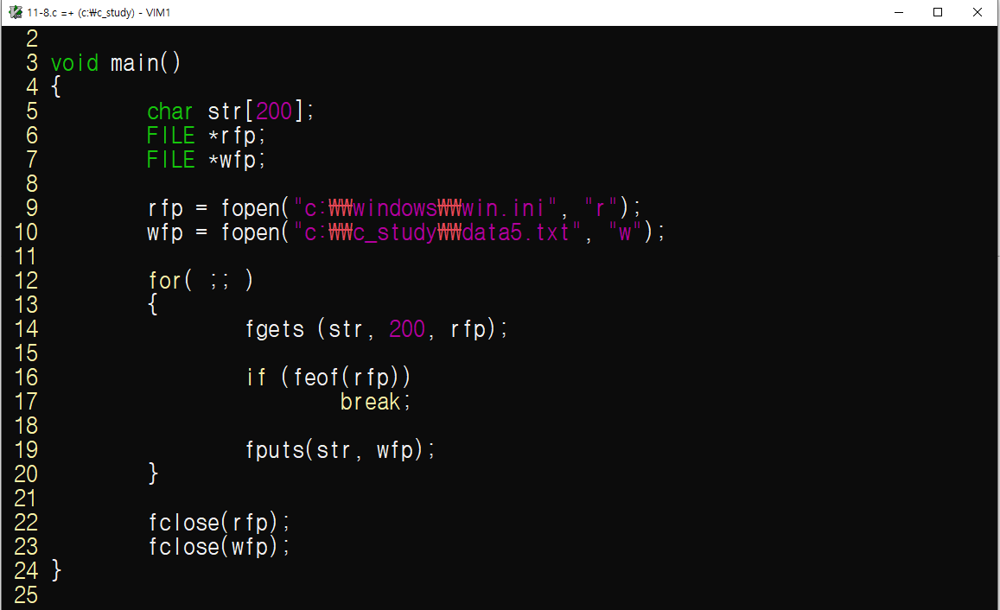 11-8.c =+ (c:\c_study) - VIM1
2
3 void main()
4 {
5 char str[200];
6 FILE *rfp;
7 FILE *wfp;
8
9 rfp = fopen("c:₩₩windows₩₩win.ini", "r");
10 wfp = fopen("c:₩₩c_study₩₩data5.txt", "w");
11
12 for( ;; )
13 {
14 fgets (str, 200, rfp);
15
16 if (feof(rfp))
17 break;
18
19 fputs(str, wfp);
20 }
21
22 fclose(rfp);
23 fclose(wfp);
24 }
25